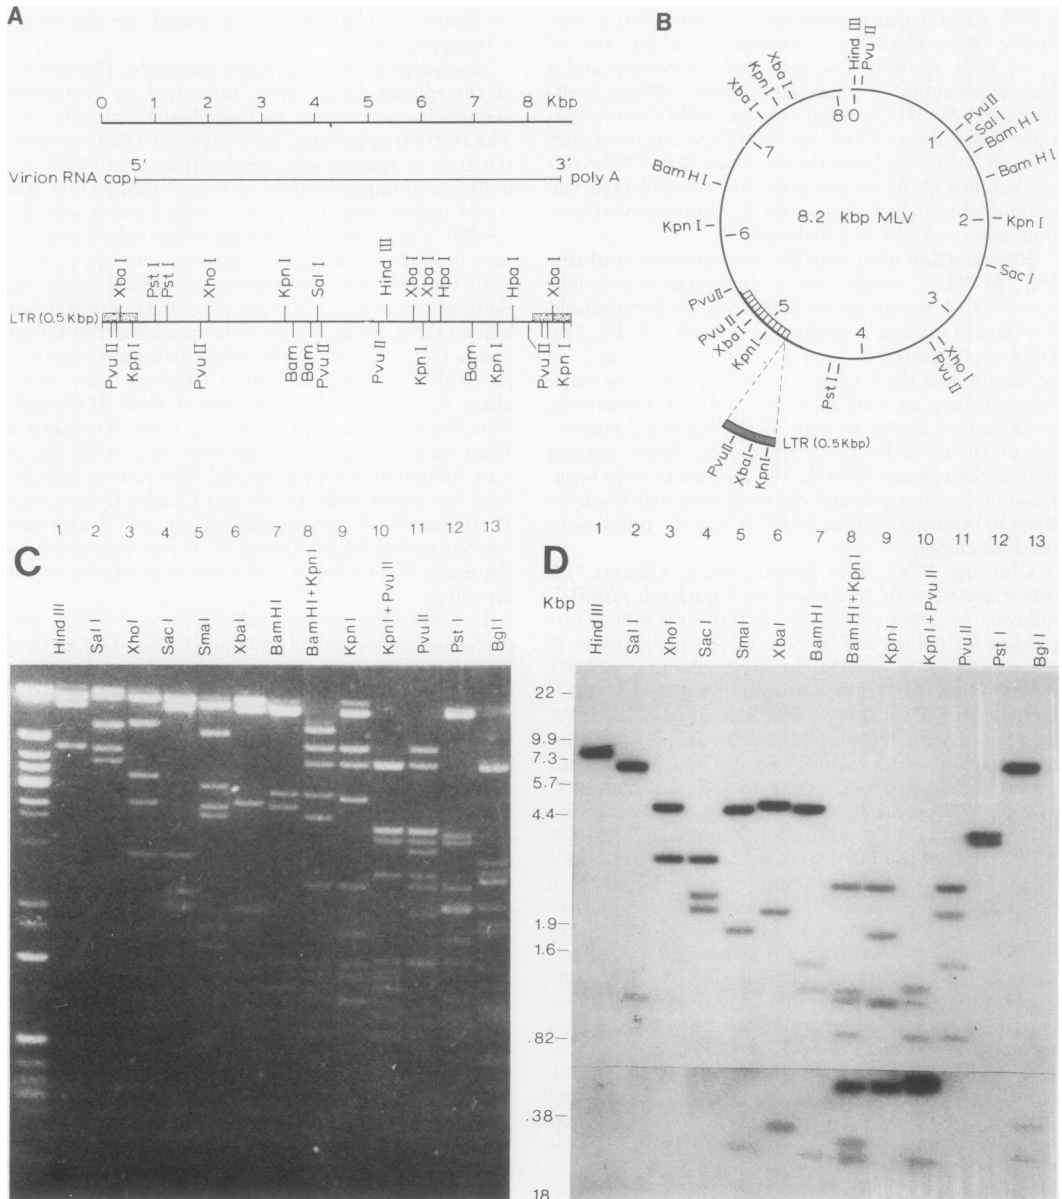 A
0 1 2 3 4 5 6 7 8 Kbp
5' 3'
Virion RNA cap poly A
Xba I Pst I Pst I Xho I Kpn I Sal I Hind III Xba I Xba I Hpa I Hpa I Xba I
LTR (0.5 Kbp)
Pvu II Kpn I Pvu II Bam Bam Pvu II Pvu II Kpn I Bam Kpn I Pvu II Kpn I
B
Hind III
Pvu II
Pvu II
Sal I
Bam H I
Bam H I
Kpn I
Sac I
Xho I
Pvu II
Pst I
Kpn I
Xba I
Pvu II
Pvu II
Kpn I
Bam H I
Xba I
Kpn I
Xba I
8 0 1 2 3 4 5 6 7
8.2 kbp MLV
LTR (0.5 Kbp)
Pvu II
Xba I
Kpn I
C
1 2 3 4 5 6 7 8 9 10 11 12 13
Hind III
Sal I
Xho I
Sac I
Sma I
Xba I
Bam H I
Bam H I + Kpn I
Kpn I
Kpn I + Pvu II
Pvu II
Pst I
Bgl I
D
1 2 3 4 5 6 7 8 9 10 11 12 13
Kbp
Hind III
Sal I
Xho I
Sac I
Sma I
Xba I
Bam H I
Bam H I + Kpn I
Kpn I
Kpn I + Pvu II
Pvu II
Pst I
Bgl I
22
9.9
7.3
5.7
4.4
1.9
1.6
.82
.38
.18